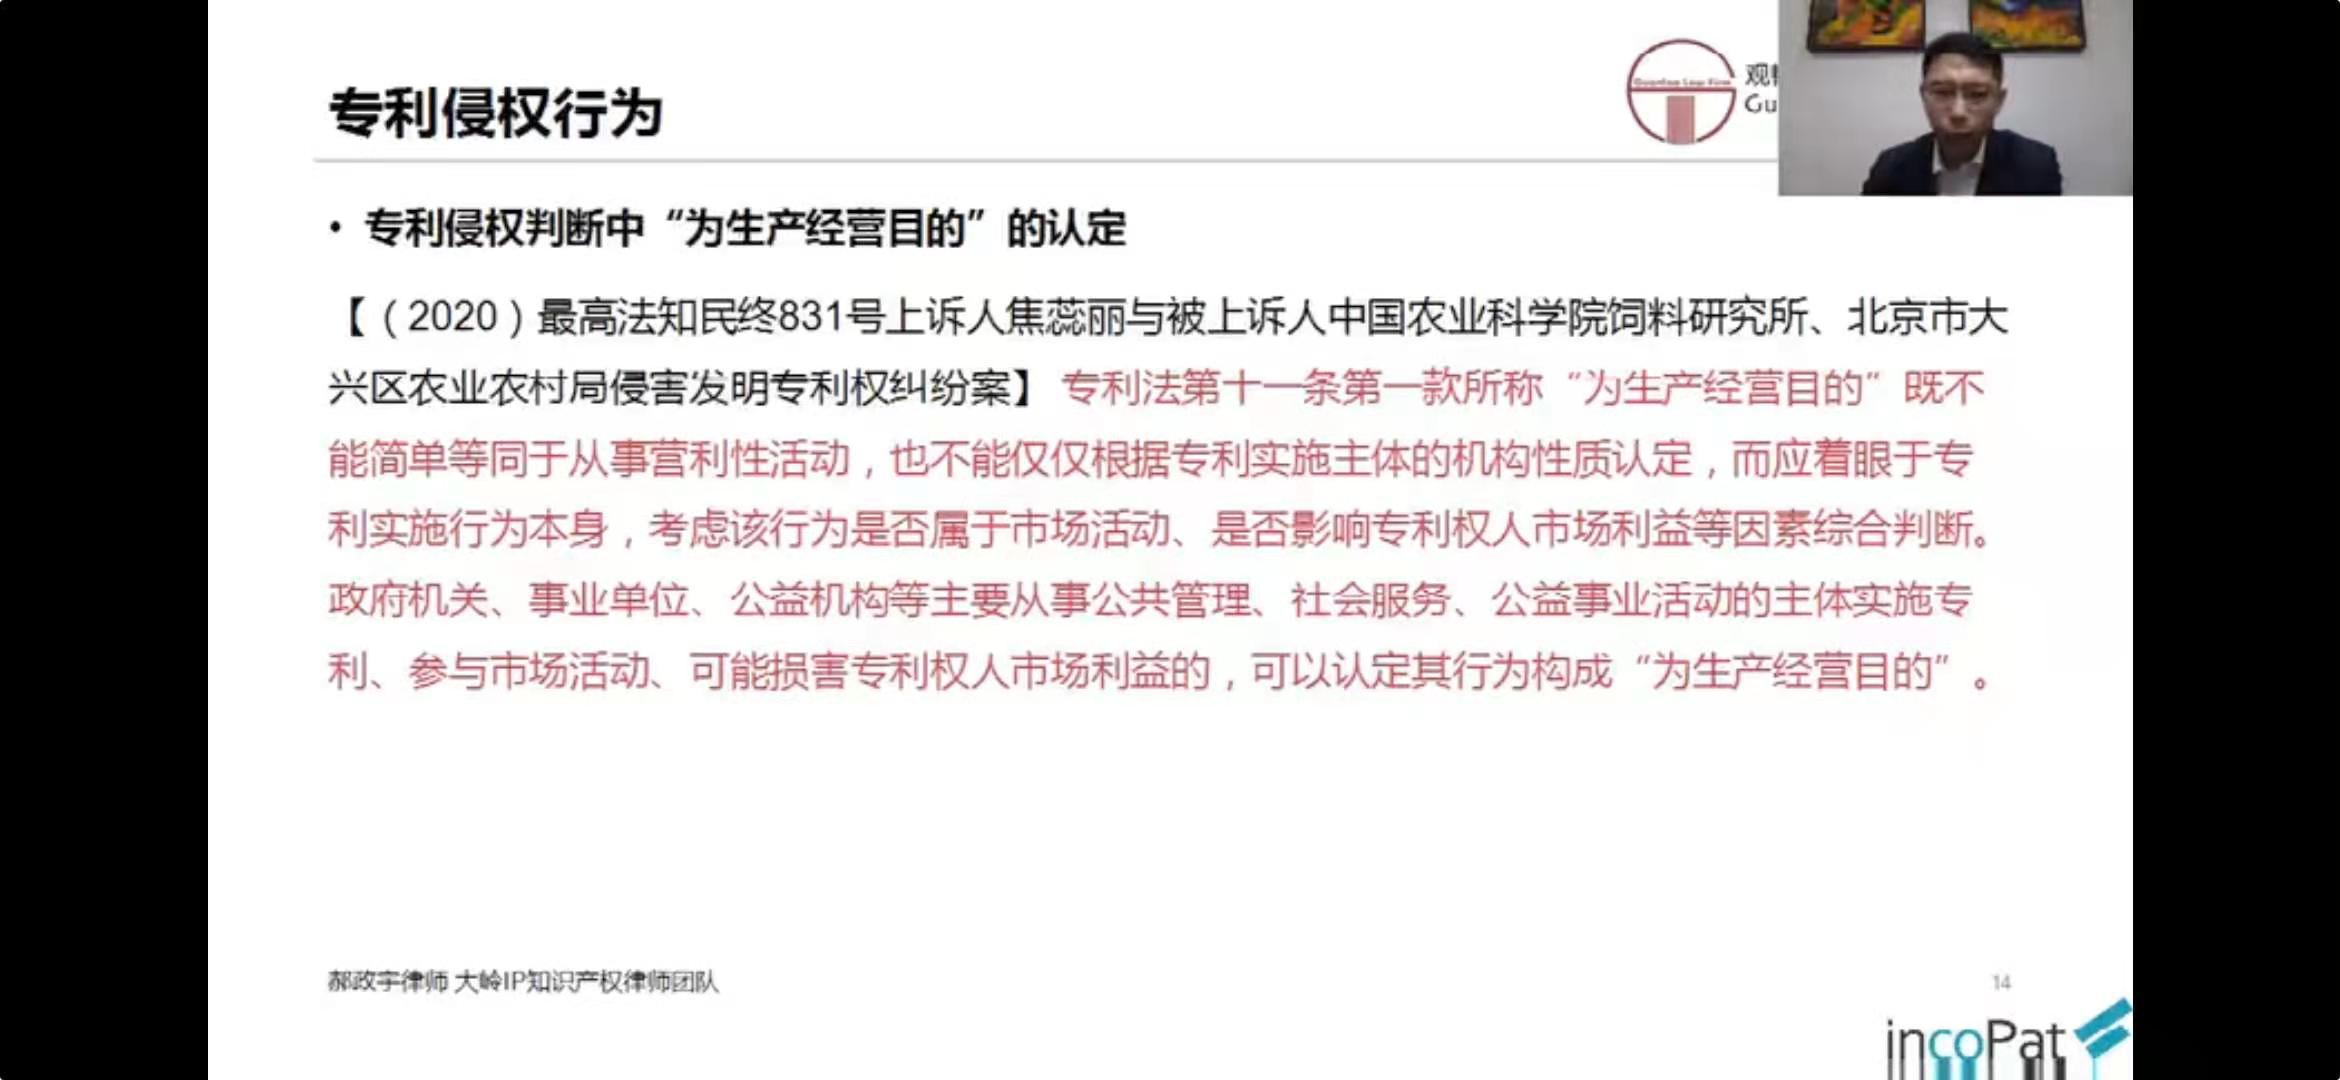 专利侵权行为
Guantao Law Firm
观
Gu
• 专利侵权判断中“为生产经营目的”的认定
【（2020）最高法知民终831号上诉人焦蕊丽与被上诉人中国农业科学院饲料研究所、北京市大
兴区农业农村局侵害发明专利权纠纷案】 专利法第十一条第一款所称“为生产经营目的”既不
能简单等同于从事营利性活动，也不能仅仅根据专利实施主体的机构性质认定，而应着眼于专
利实施行为本身，考虑该行为是否属于市场活动、是否影响专利权人市场利益等因素综合判断。
政府机关、事业单位、公益机构等主要从事公共管理、社会服务、公益事业活动的主体实施专
利、参与市场活动、可能损害专利权人市场利益的，可以认定其行为构成“为生产经营目的”。
郝政宇律师 大岭IP知识产权律师团队
14
incoPat